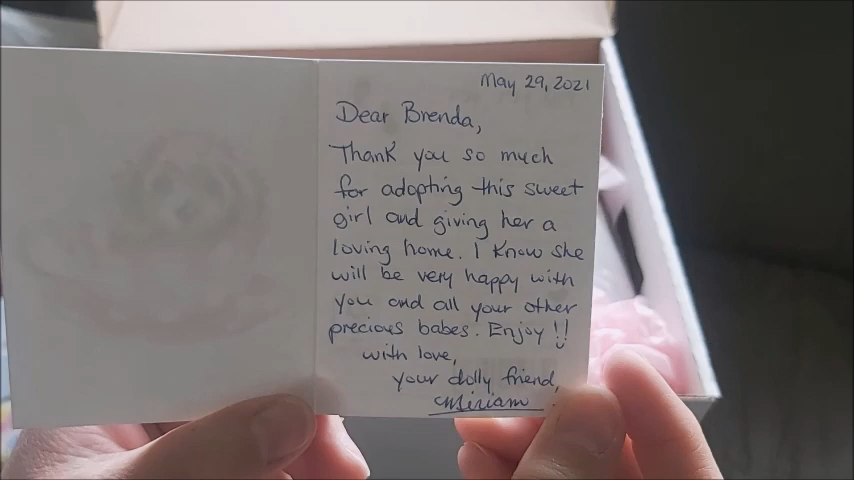 May 29, 2021
Dear Brenda,
Thank you so much
for adopting this sweet
girl and giving her a
loving home. I know she
will be very happy with
you and all your other
precious babes. Enjoy !!
with love,
your dolly friend,
Miriam